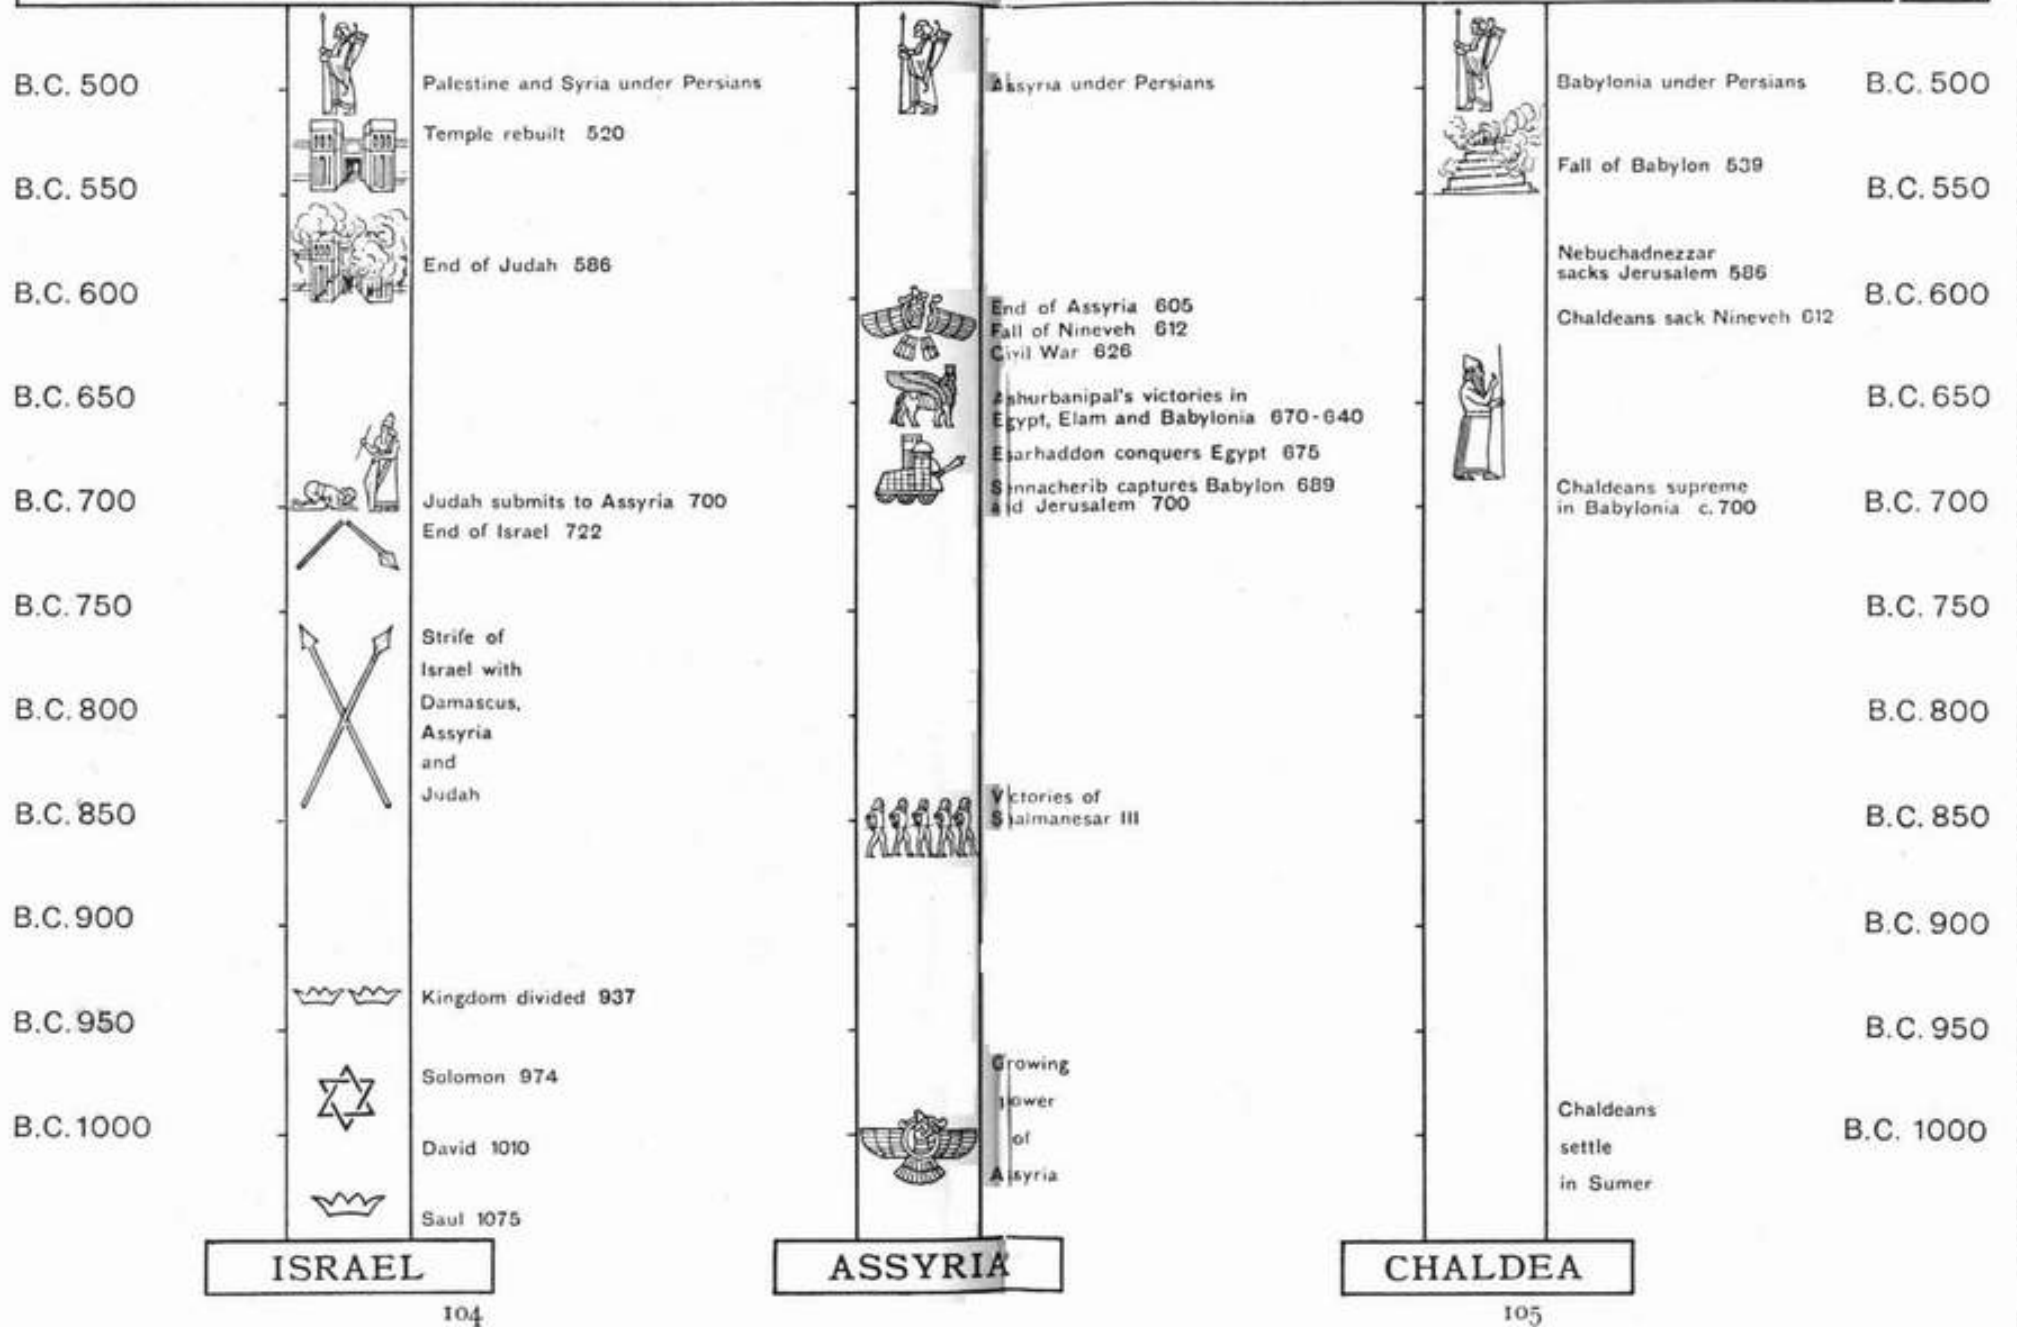 B.C. 500
Palestine and Syria under Persians
Temple rebuilt 520
B.C. 550
End of Judah 586
B.C. 600
B.C. 650
B.C. 700
Judah submits to Assyria 700
End of Israel 722
B.C. 750
Strife of
Israel with
Damascus,
B.C. 800
Assyria
and
Judah
B.C. 850
B.C. 900
Kingdom divided 937
B.C. 950
Solomon 974
B.C. 1000
David 1010
Saul 1075
ISRAEL
104
Assyria under Persians
End of Assyria 605
Fall of Nineveh 612
Civil War 626
Ashurbanipal's victories in
Egypt, Elam and Babylonia 670-640
Esarhaddon conquers Egypt 675
Sennacherib captures Babylon 689
and Jerusalem 700
Victories of
Shalmanesar III
Growing
power
of
Assyria
ASSYRIA
Babylonia under Persians
B.C. 500
Fall of Babylon 539
B.C. 550
Nebuchadnezzar
sacks Jerusalem 586
B.C. 600
Chaldeans sack Nineveh 612
B.C. 650
Chaldeans supreme
in Babylonia c. 700
B.C. 700
B.C. 750
B.C. 800
B.C. 850
B.C. 900
B.C. 950
Chaldeans
B.C. 1000
settle
in Sumer
CHALDEA
105